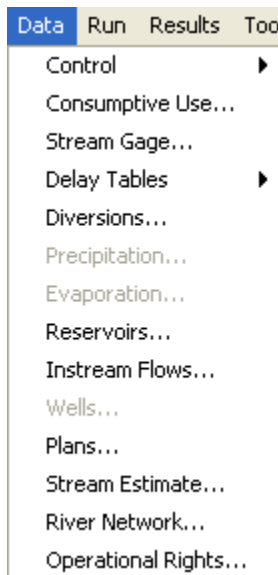 Data Run Results Too
Control
Consumptive Use...
Stream Gage...
Delay Tables
Diversions...
Precipitation...
Evaporation...
Reservoirs...
Instream Flows...
Wells...
Plans...
Stream Estimate...
River Network...
Operational Rights...